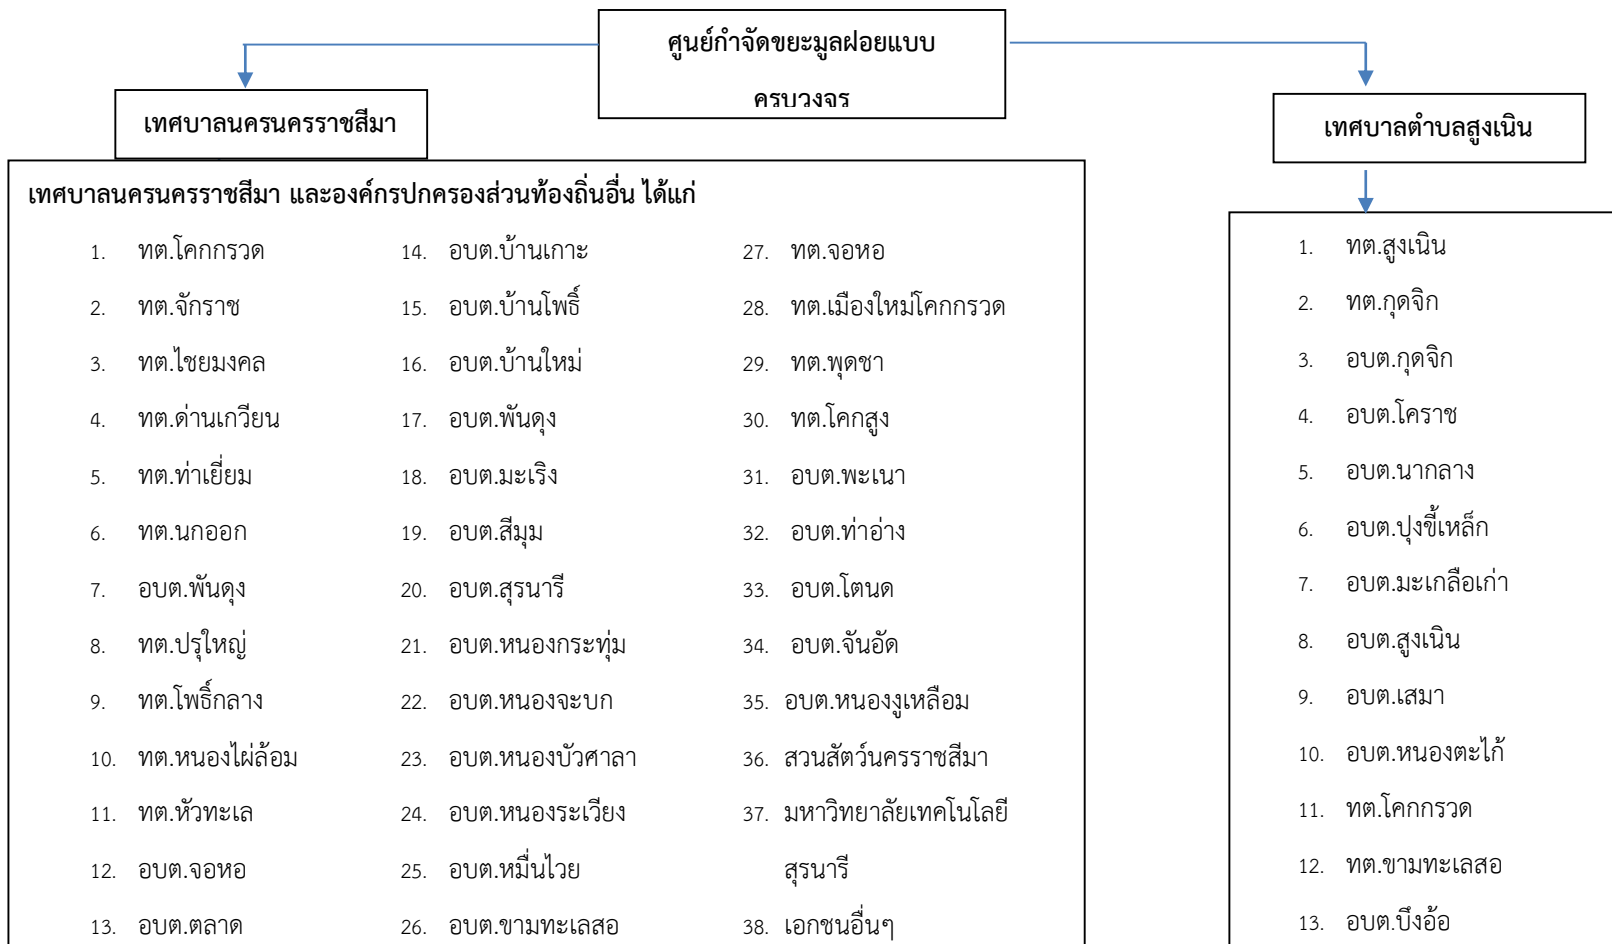 ศูนย์กำจัดขยะมูลฝอยแบบ
ครบวงจร
เทศบาลนครนครราชสีมา
เทศบาลตำบลสูงเนิน
เทศบาลนครนครราชสีมา และองค์กรปกครองส่วนท้องถิ่นอื่น ได้แก่
1. ทต.โคกกรวด
2. ทต.จักราช
3. ทต.ไชยมงคล
4. ทต.ด่านเกวียน
5. ทต.ท่าเยี่ยม
6. ทต.นกออก
7. อบต.พันดุง
8. ทต.ปรุใหญ่
9. ทต.โพธิ์กลาง
10. ทต.หนองไผ่ล้อม
11. ทต.หัวทะเล
12. อบต.จอหอ
13. อบต.ตลาด
14. อบต.บ้านเกาะ
15. อบต.บ้านโพธิ์
16. อบต.บ้านใหม่
17. อบต.พันดุง
18. อบต.มะเริง
19. อบต.สีมุม
20. อบต.สุรนารี
21. อบต.หนองกระทุ่ม
22. อบต.หนองจะบก
23. อบต.หนองบัวศาลา
24. อบต.หนองระเวียง
25. อบต.หมื่นไวย
26. อบต.ขามทะเลสอ
27. ทต.จอหอ
28. ทต.เมืองใหม่โคกกรวด
29. ทต.พุดซา
30. ทต.โคกสูง
31. อบต.พะเนา
32. อบต.ท่าอ่าง
33. อบต.โตนด
34. อบต.จันอัด
35. อบต.หนองงูเหลือม
36. สวนสัตว์นครราชสีมา
37. มหาวิทยาลัยเทคโนโลยี
สุรนารี
38. เอกชนอื่นๆ
1. ทต.สูงเนิน
2. ทต.กุดจิก
3. อบต.กุดจิก
4. อบต.โคราช
5. อบต.นากลาง
6. อบต.ปุงขี้เหล็ก
7. อบต.มะเกลือเก่า
8. อบต.สูงเนิน
9. อบต.เสมา
10. อบต.หนองตะไก้
11. ทต.โคกกรวด
12. ทต.ขามทะเลสอ
13. อบต.บึงอ้อ